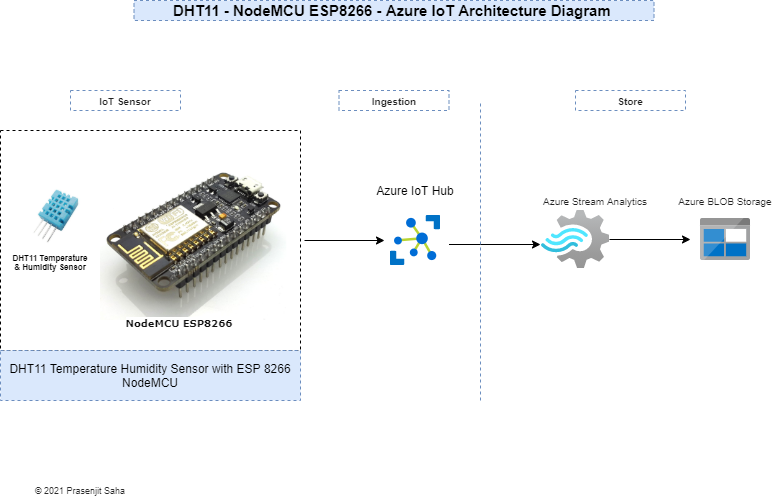 DHT11 - NodeMCU ESP8266 - Azure IoT Architecture Diagram
IoT Sensor
Ingestion
Store
Azure IoT Hub
Azure Stream Analytics
Azure BLOB Storage
DHT11 Temperature
& Humidity Sensor
NodeMCU ESP8266
DHT11 Temperature Humidity Sensor with ESP 8266
NodeMCU
© 2021 Prasenjit Saha